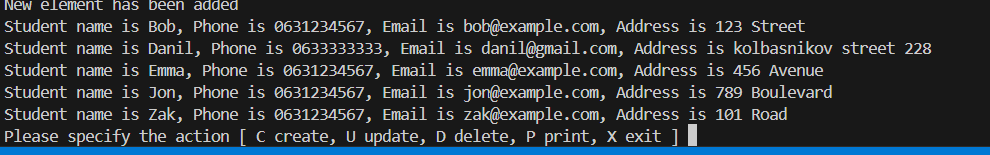 New element has been added
Student name is Bob, Phone is 0631234567, Email is bob@example.com, Address is 123 Street
Student name is Danil, Phone is 0633333333, Email is danil@gmail.com, Address is kolbasnikov street 228
Student name is Emma, Phone is 0631234567, Email is emma@example.com, Address is 456 Avenue
Student name is Jon, Phone is 0631234567, Email is jon@example.com, Address is 789 Boulevard
Student name is Zak, Phone is 0631234567, Email is zak@example.com, Address is 101 Road
Please specify the action [ C create, U update, D delete, P print, X exit ]